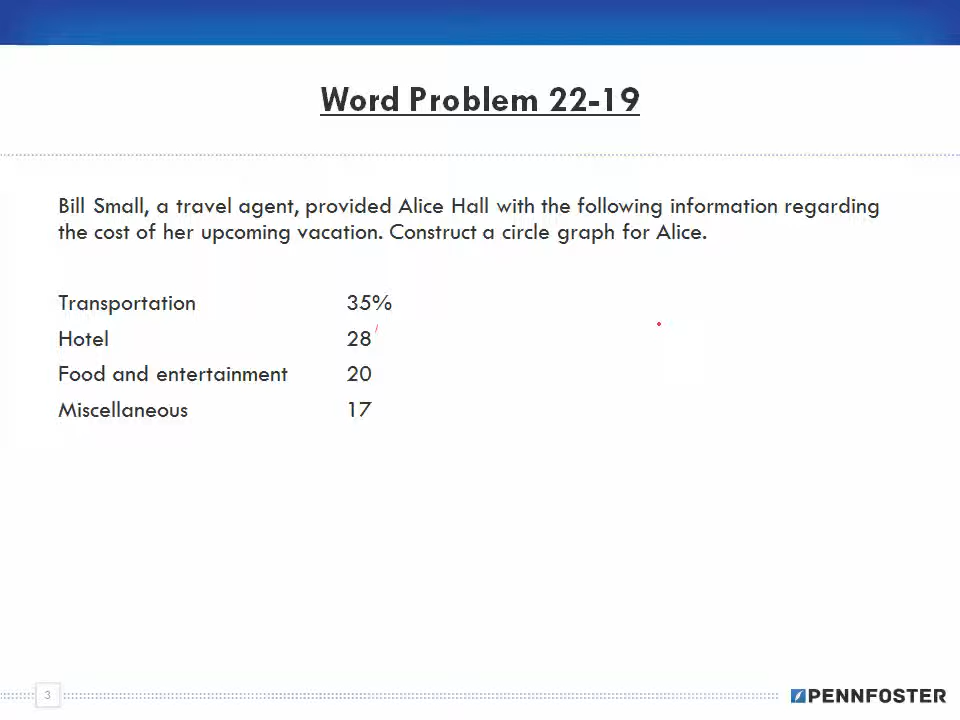 Word Problem 22-19
Bill Small, a travel agent, provided Alice Hall with the following information regarding
the cost of her upcoming vacation. Construct a circle graph for Alice.
Transportation 35%
Hotel 28
Food and entertainment 20
Miscellaneous 17
3
PENNFOSTER